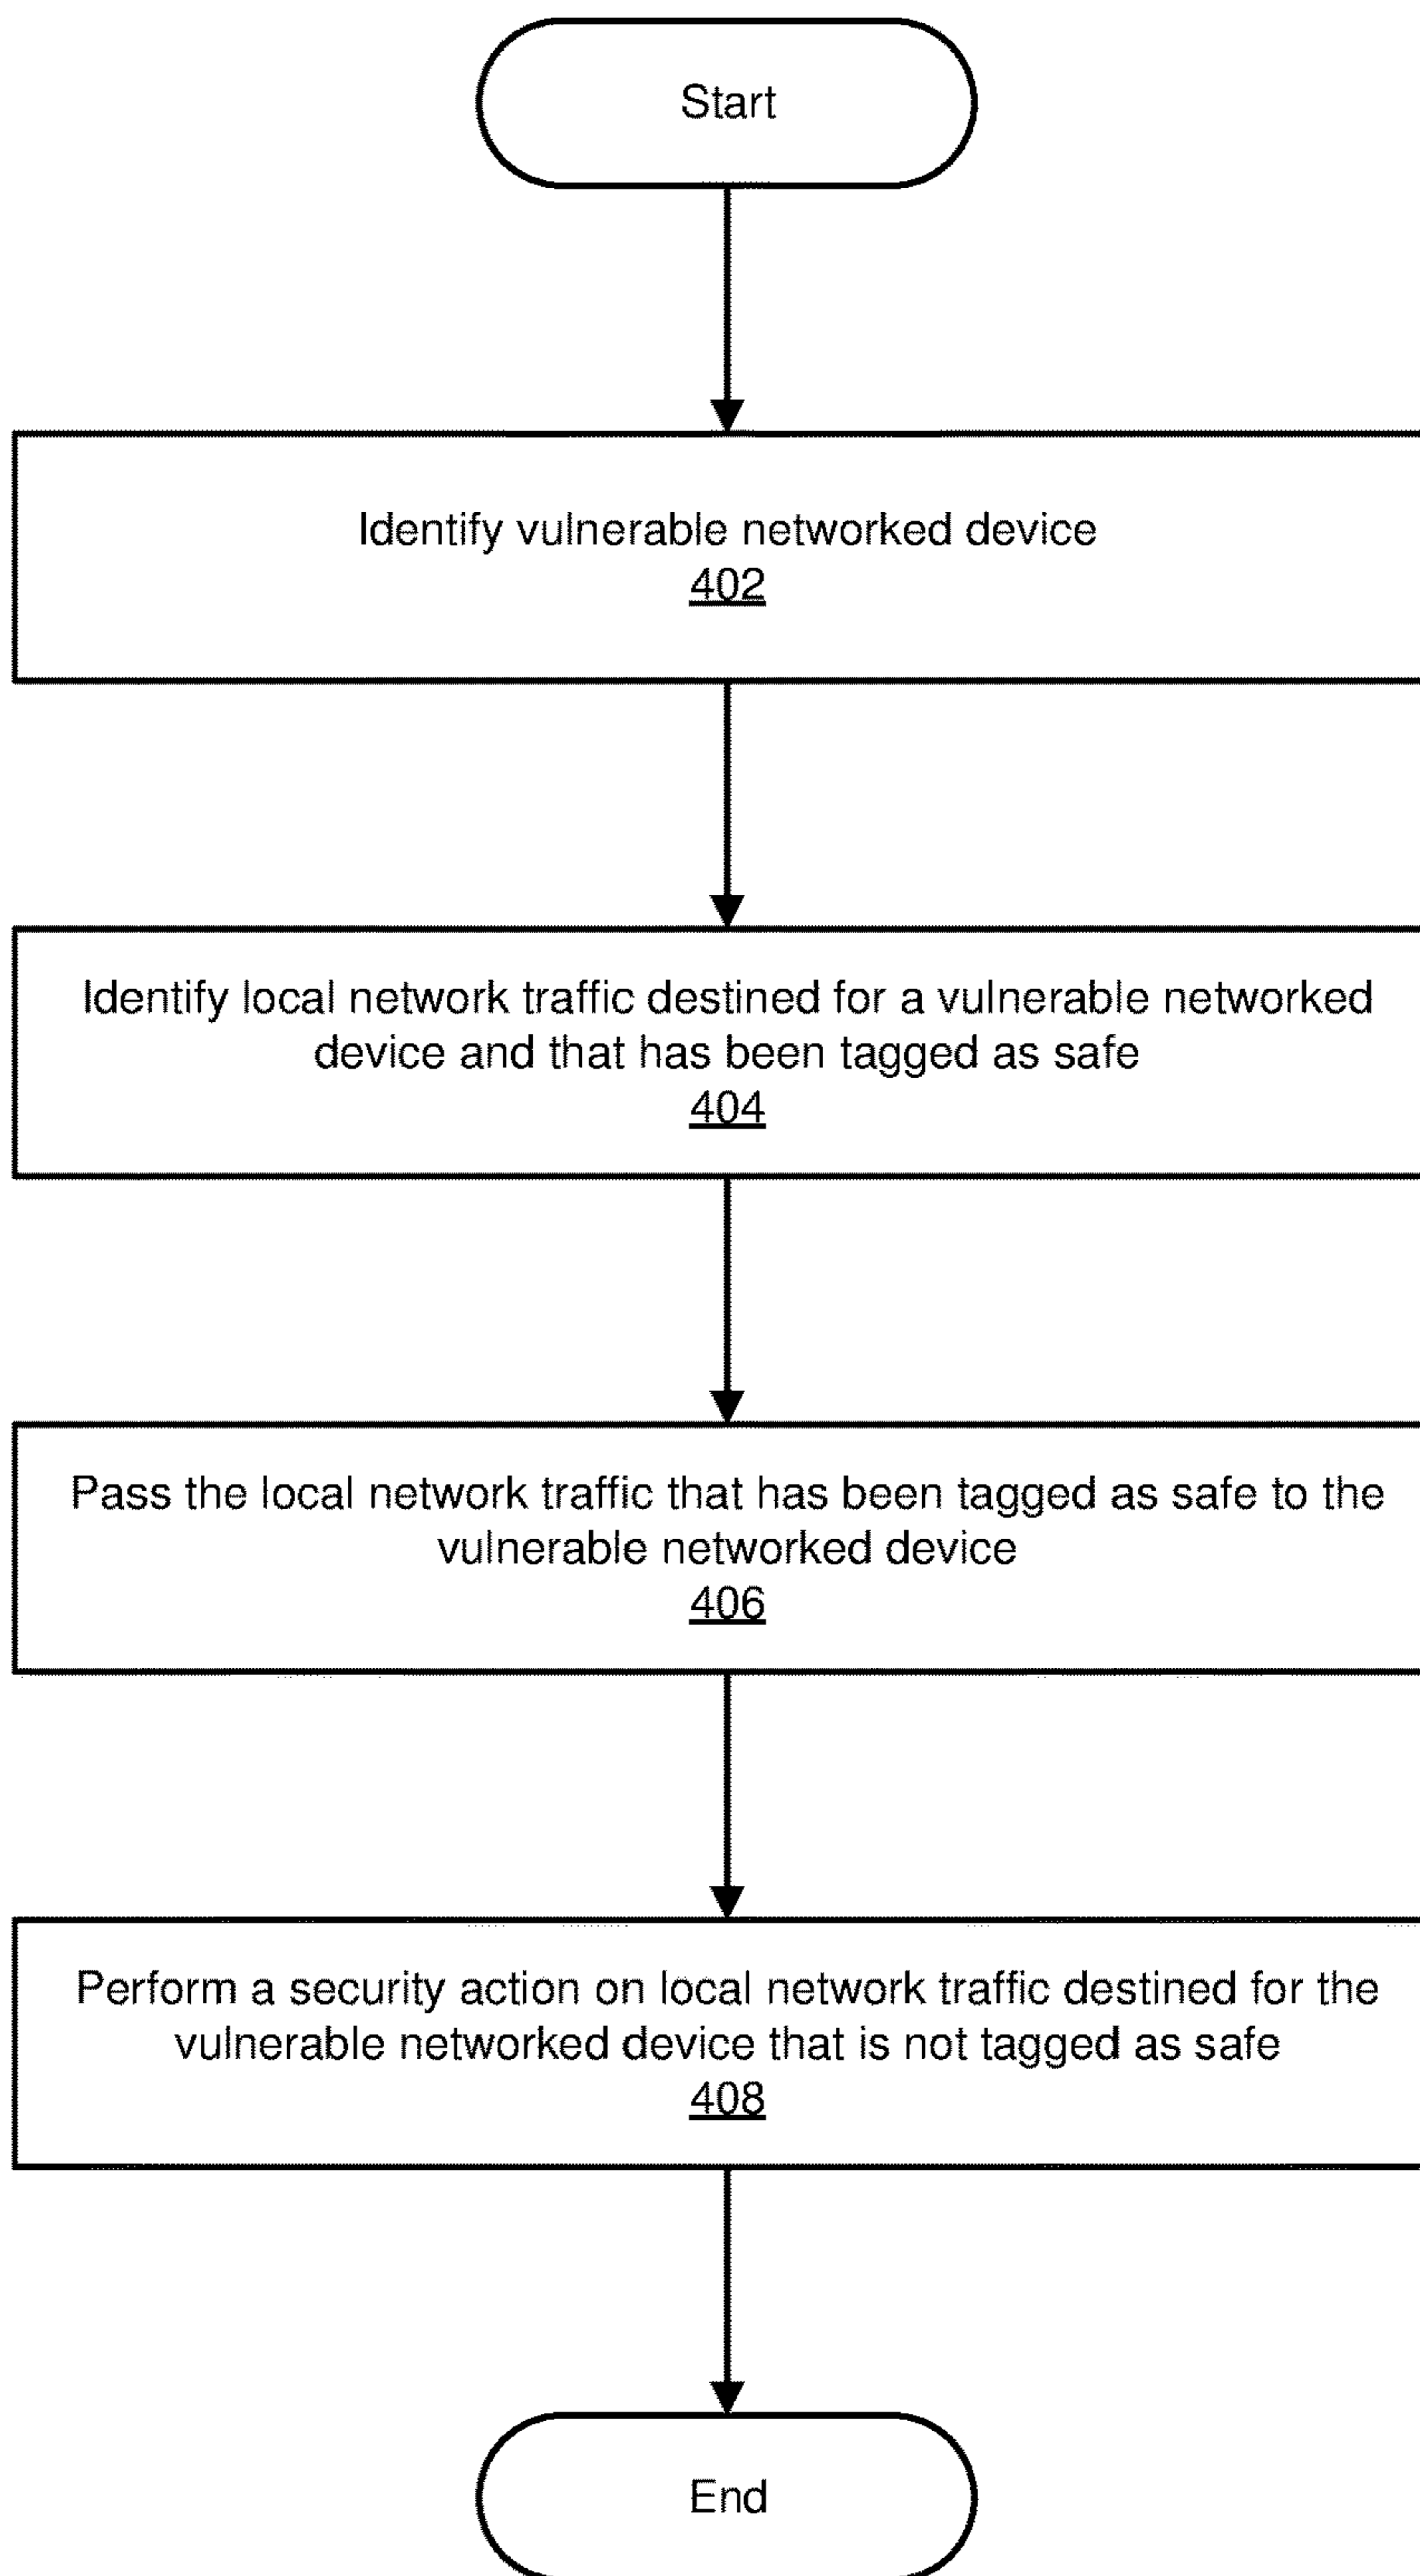 Start
Identify vulnerable networked device
402
Identify local network traffic destined for a vulnerable networked
device and that has been tagged as safe
404
Pass the local network traffic that has been tagged as safe to the
vulnerable networked device
406
Perform a security action on local network traffic destined for the
vulnerable networked device that is not tagged as safe
408
End